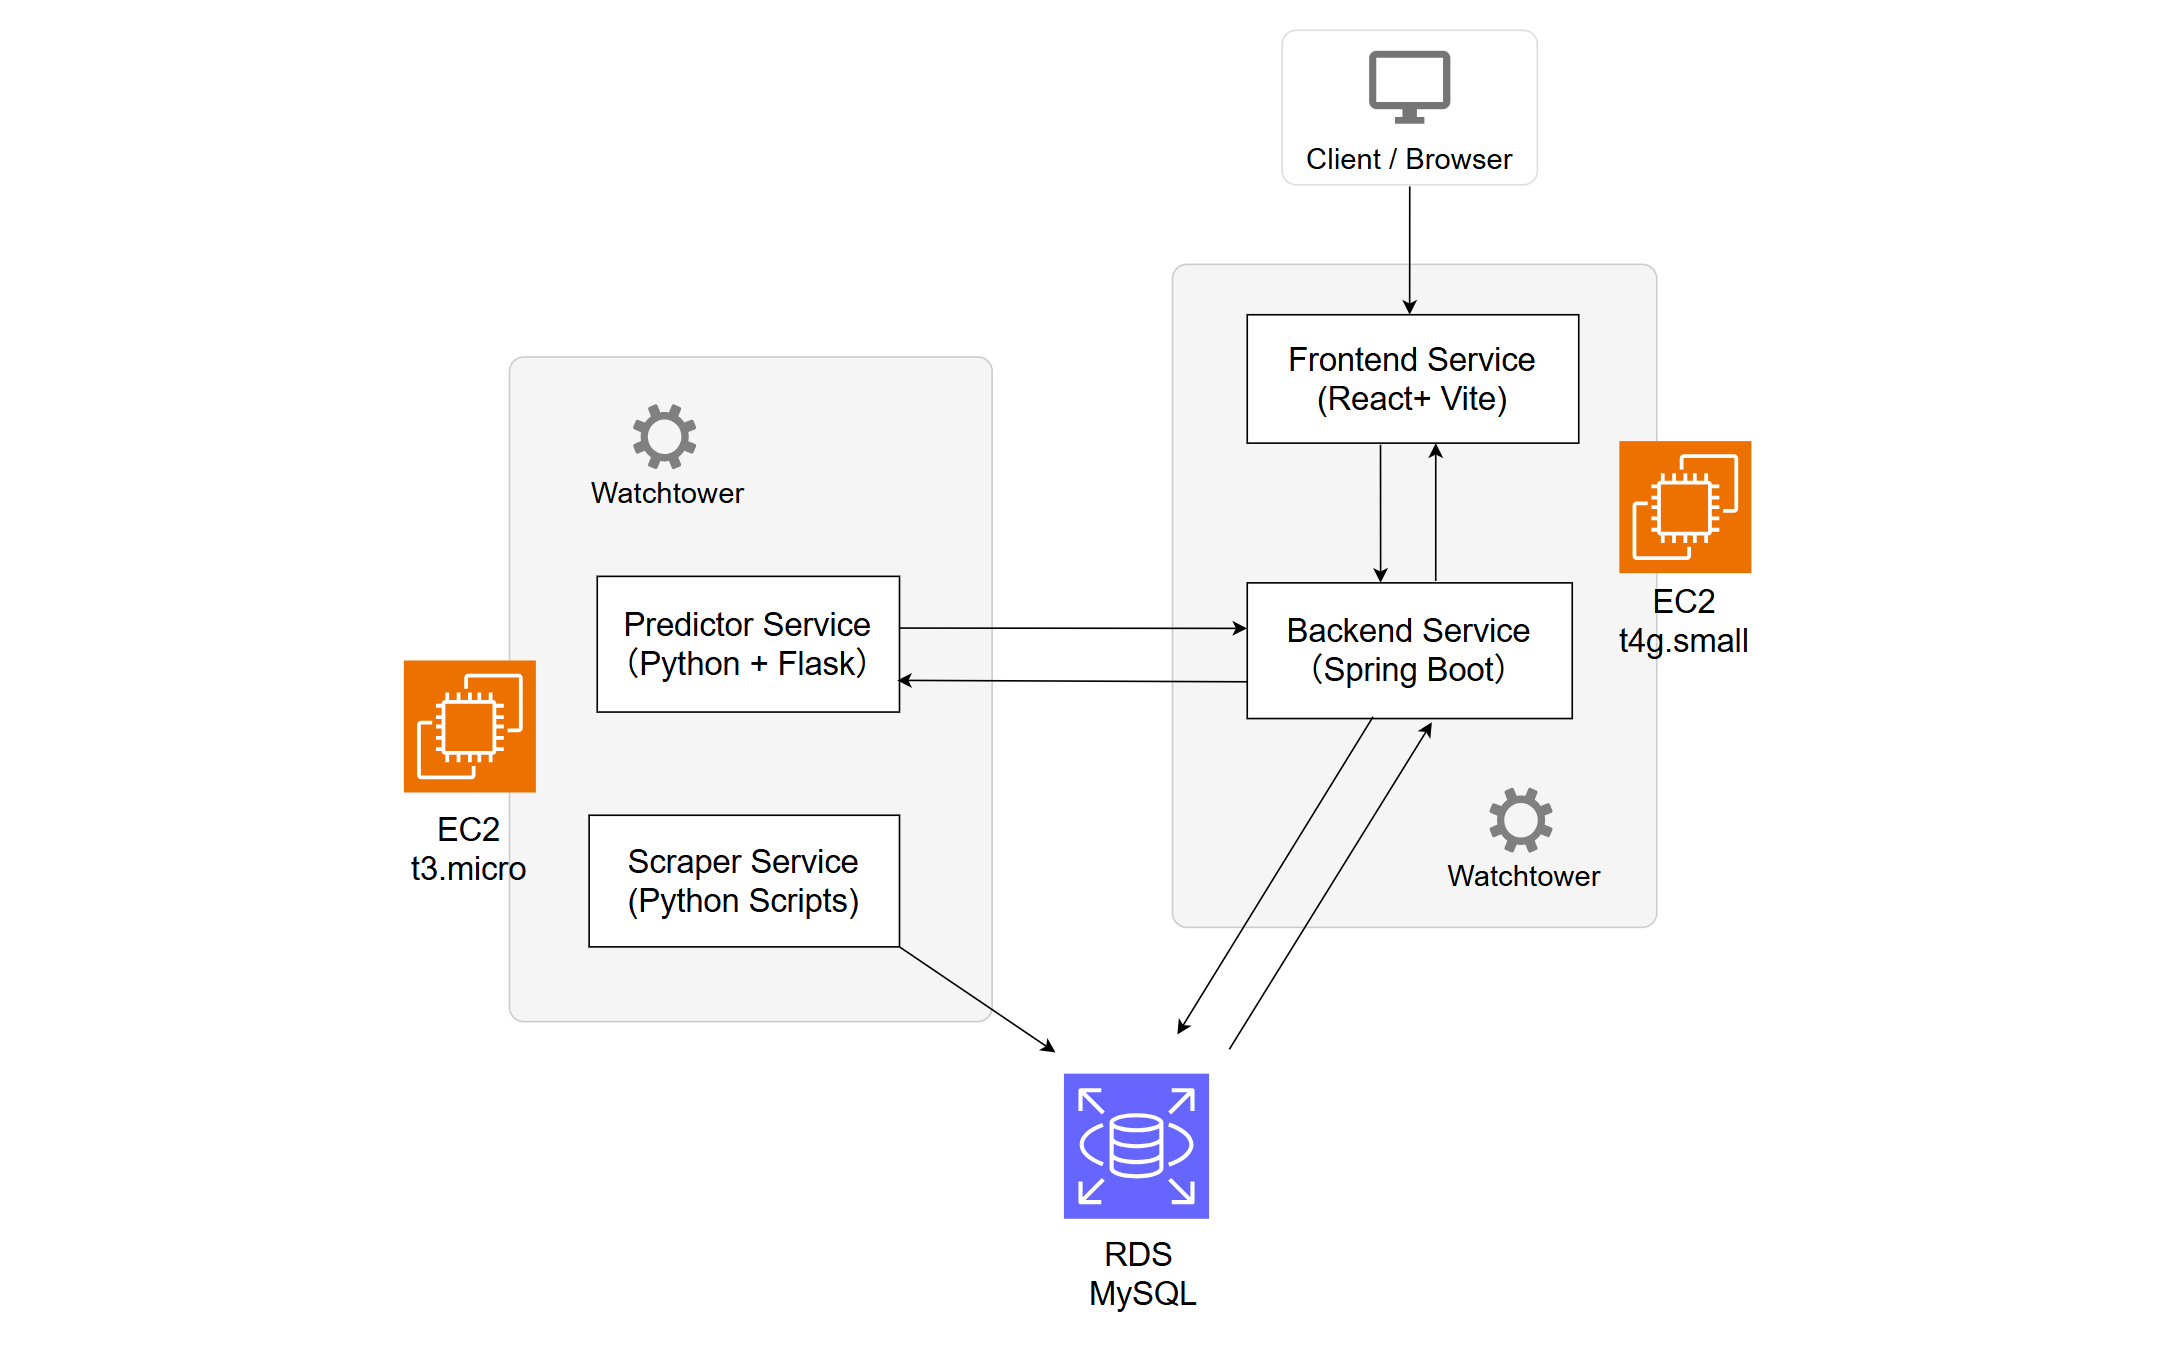 Client / Browser
Frontend Service
(React+ Vite)
Watchtower
EC2
t4g.small
Predictor Service
（Python + Flask）
Backend Service
（Spring Boot）
EC2
t3.micro
Scraper Service
(Python Scripts)
Watchtower
RDS
MySQL